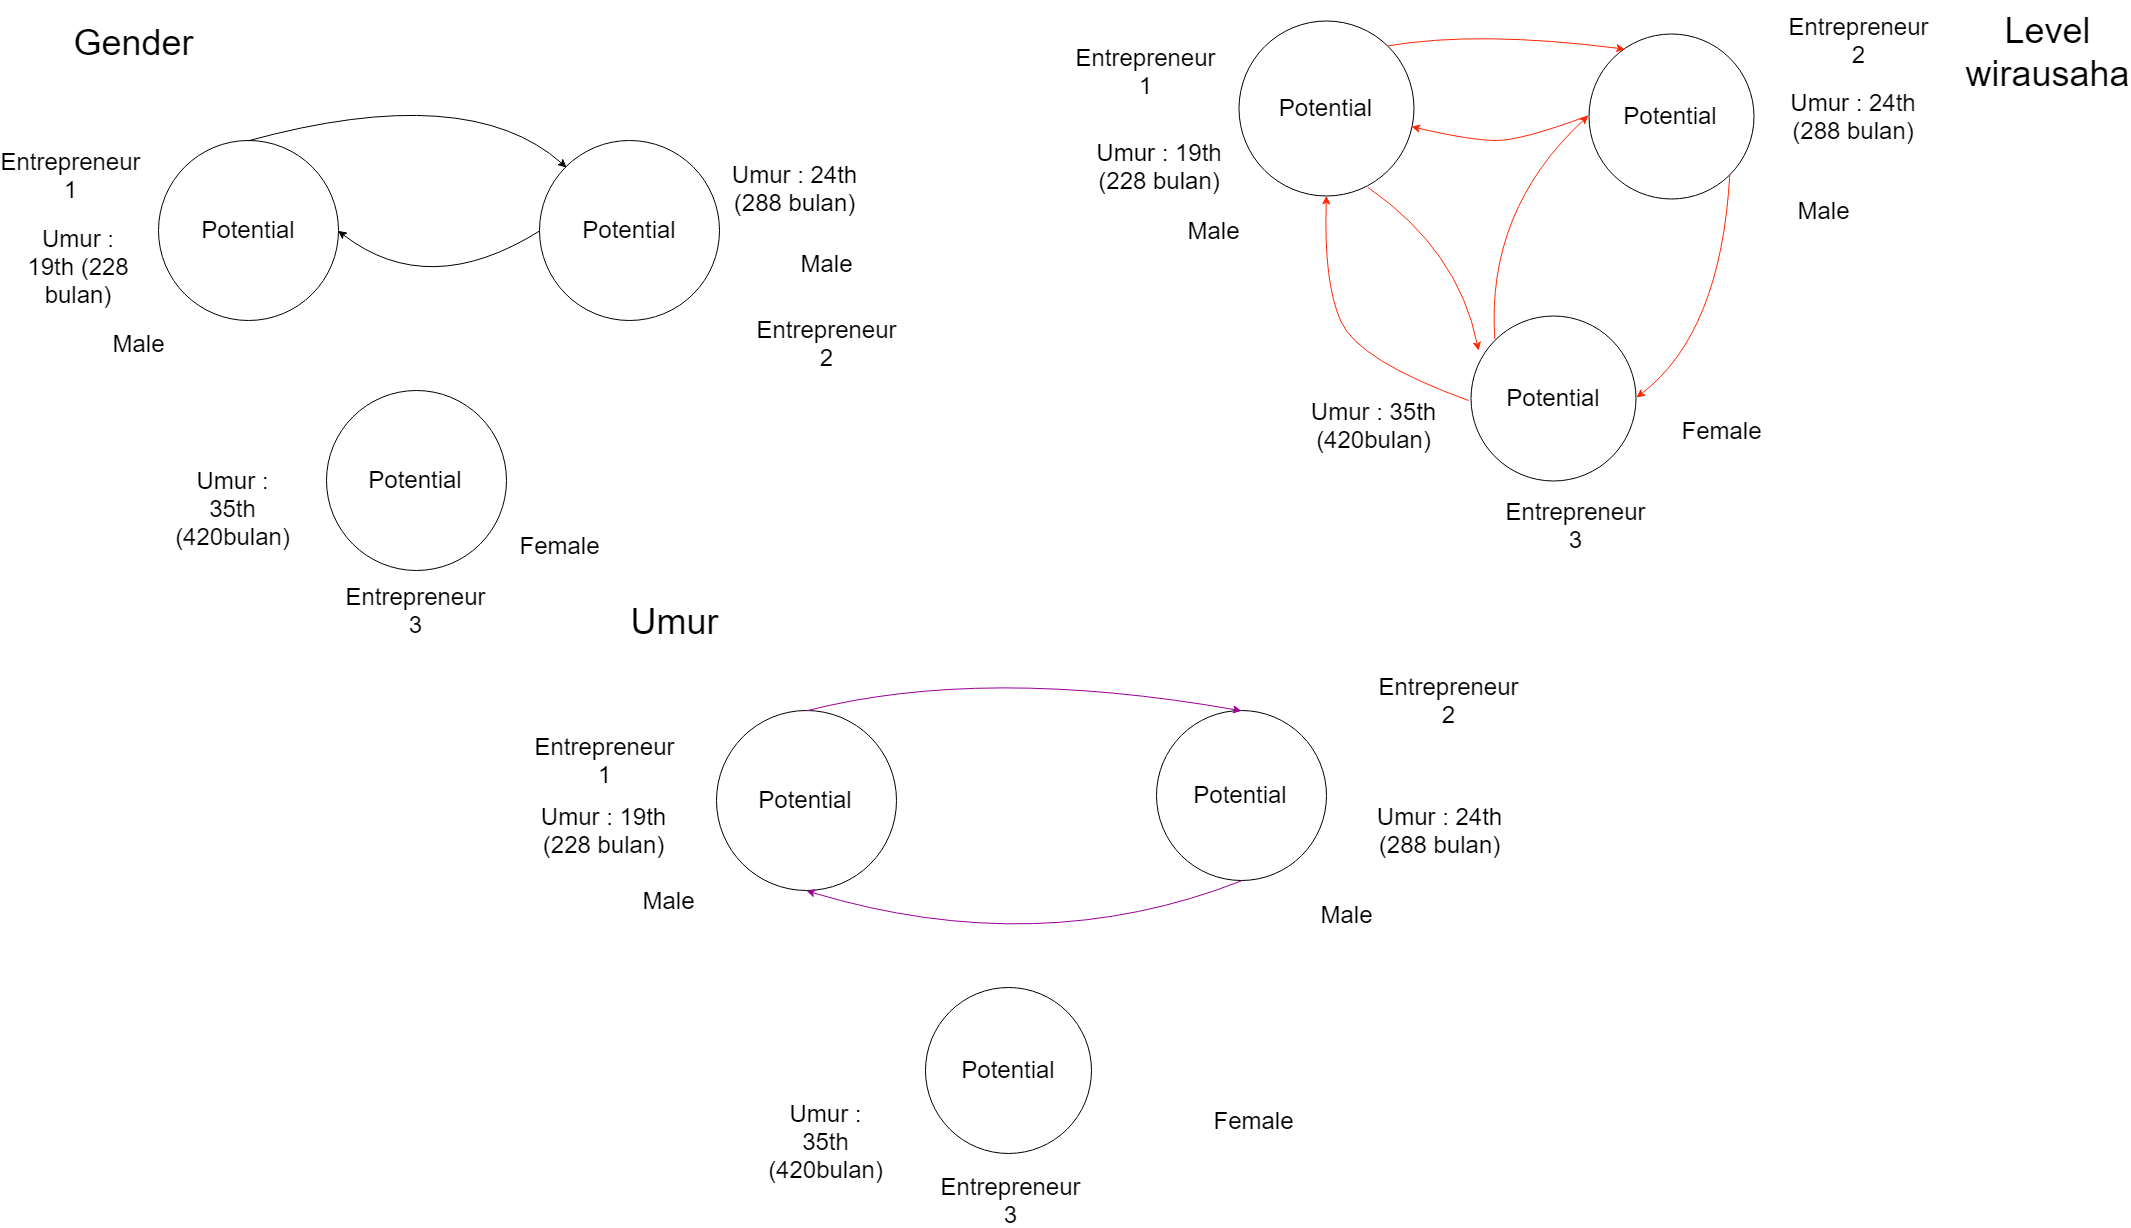 Gender
Entrepreneur
1
Umur :
19th (228
bulan)
Male
Potential
Potential
Umur : 24th
(288 bulan)
Male
Entrepreneur
2
Potential
Umur :
35th
(420bulan)
Female
Entrepreneur
3
Level
wirausaha
Entrepreneur
1
Umur : 19th
(228 bulan)
Male
Potential
Potential
Entrepreneur
2
Umur : 24th
(288 bulan)
Male
Potential
Umur : 35th
(420bulan)
Female
Entrepreneur
3
Umur
Entrepreneur
1
Umur : 19th
(228 bulan)
Male
Potential
Potential
Entrepreneur
2
Umur : 24th
(288 bulan)
Male
Potential
Umur :
35th
(420bulan)
Female
Entrepreneur
3